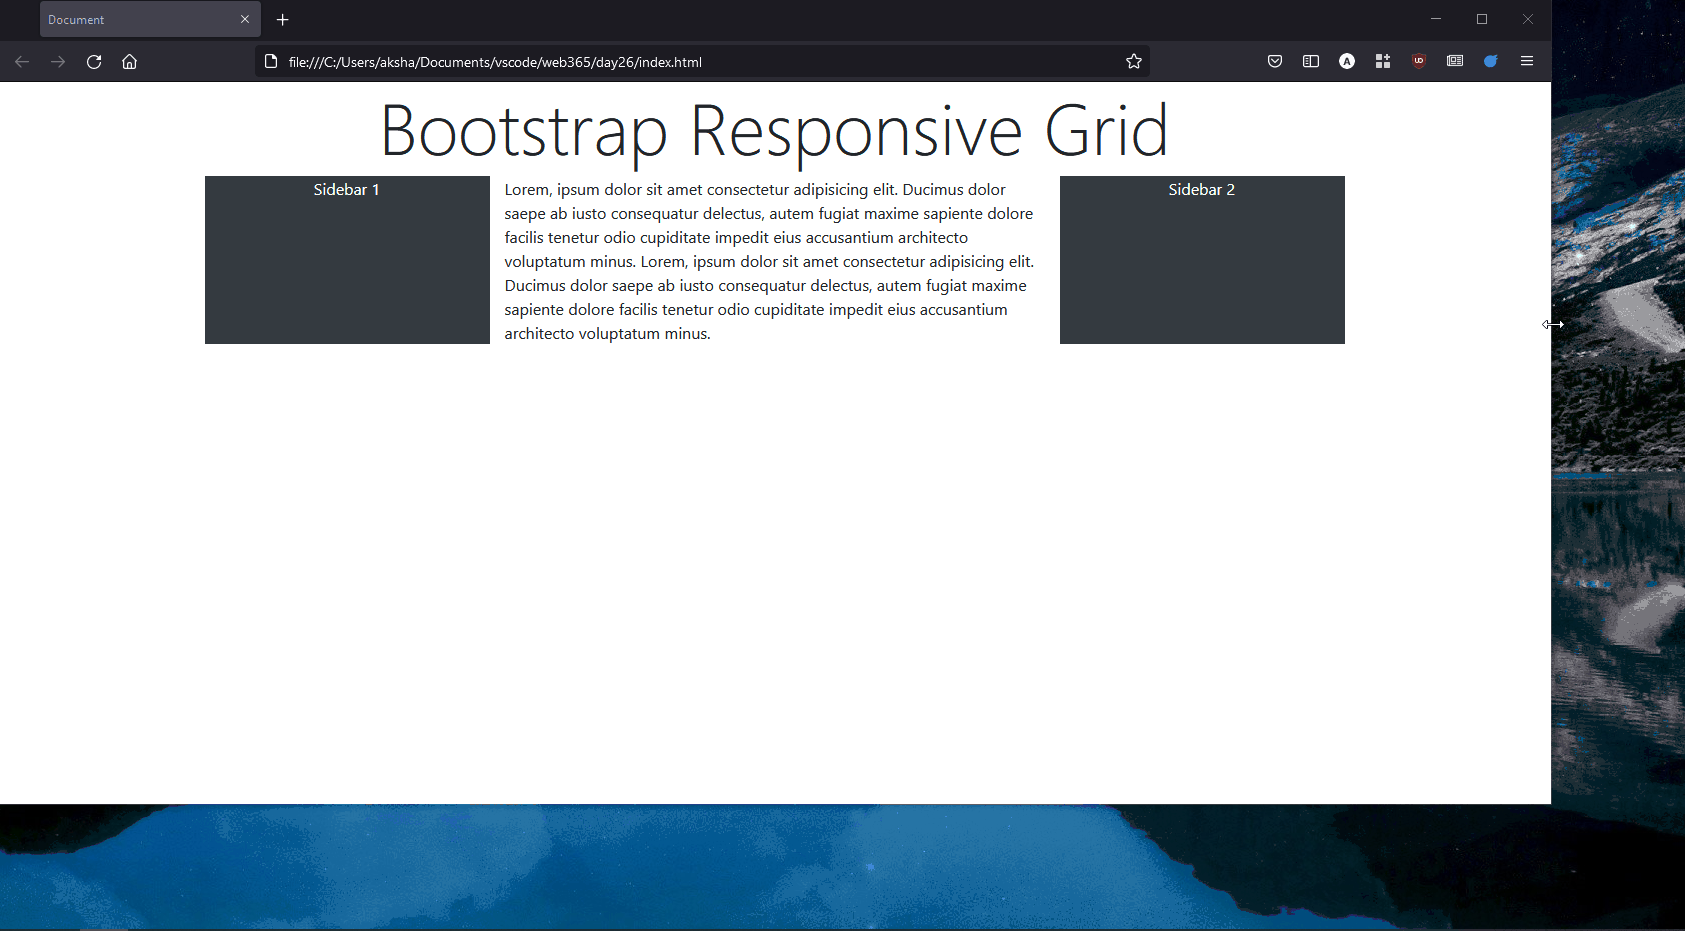 Document
file:///C:/Users/aksha/Documents/vscode/web365/day26/index.html
A
UD
Bootstrap Responsive Grid
Sidebar 1
Lorem, ipsum dolor sit amet consectetur adipisicing elit. Ducimus dolor
saepe ab iusto consequatur delectus, autem fugiat maxime sapiente dolore
facilis tenetur odio cupiditate impedit eius accusantium architecto
voluptatum minus. Lorem, ipsum dolor sit amet consectetur adipisicing elit.
Ducimus dolor saepe ab iusto consequatur delectus, autem fugiat maxime
sapiente dolore facilis tenetur odio cupiditate impedit eius accusantium
architecto voluptatum minus.
Sidebar 2